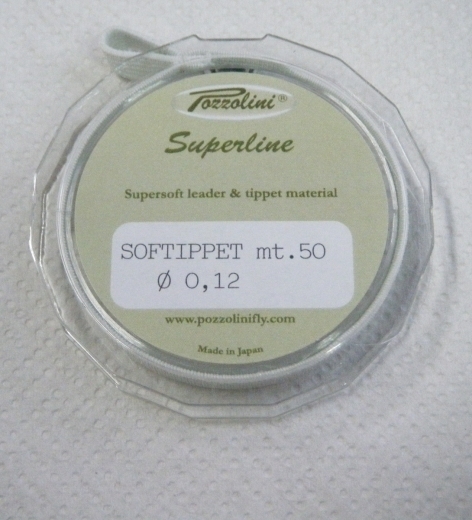 Pozzolini®
Superline
Supersoft leader & tippet material
SOFTIPPET mt.50
Ø 0,12
www.pozzolinifly.com
Made in Japan